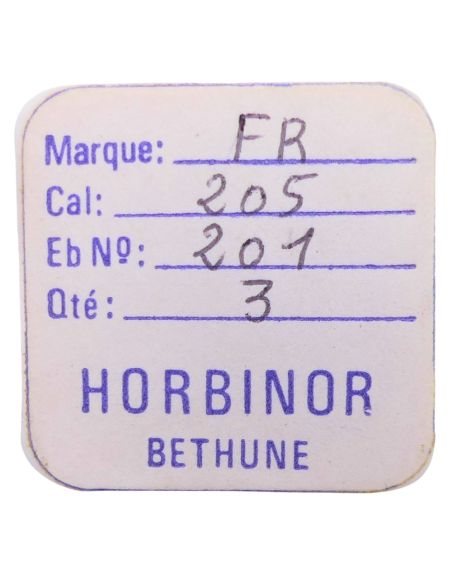 Marque: FR
Cal: 205
Eb Nº: 201
Qté: 3
HORBINOR
BETHUNE